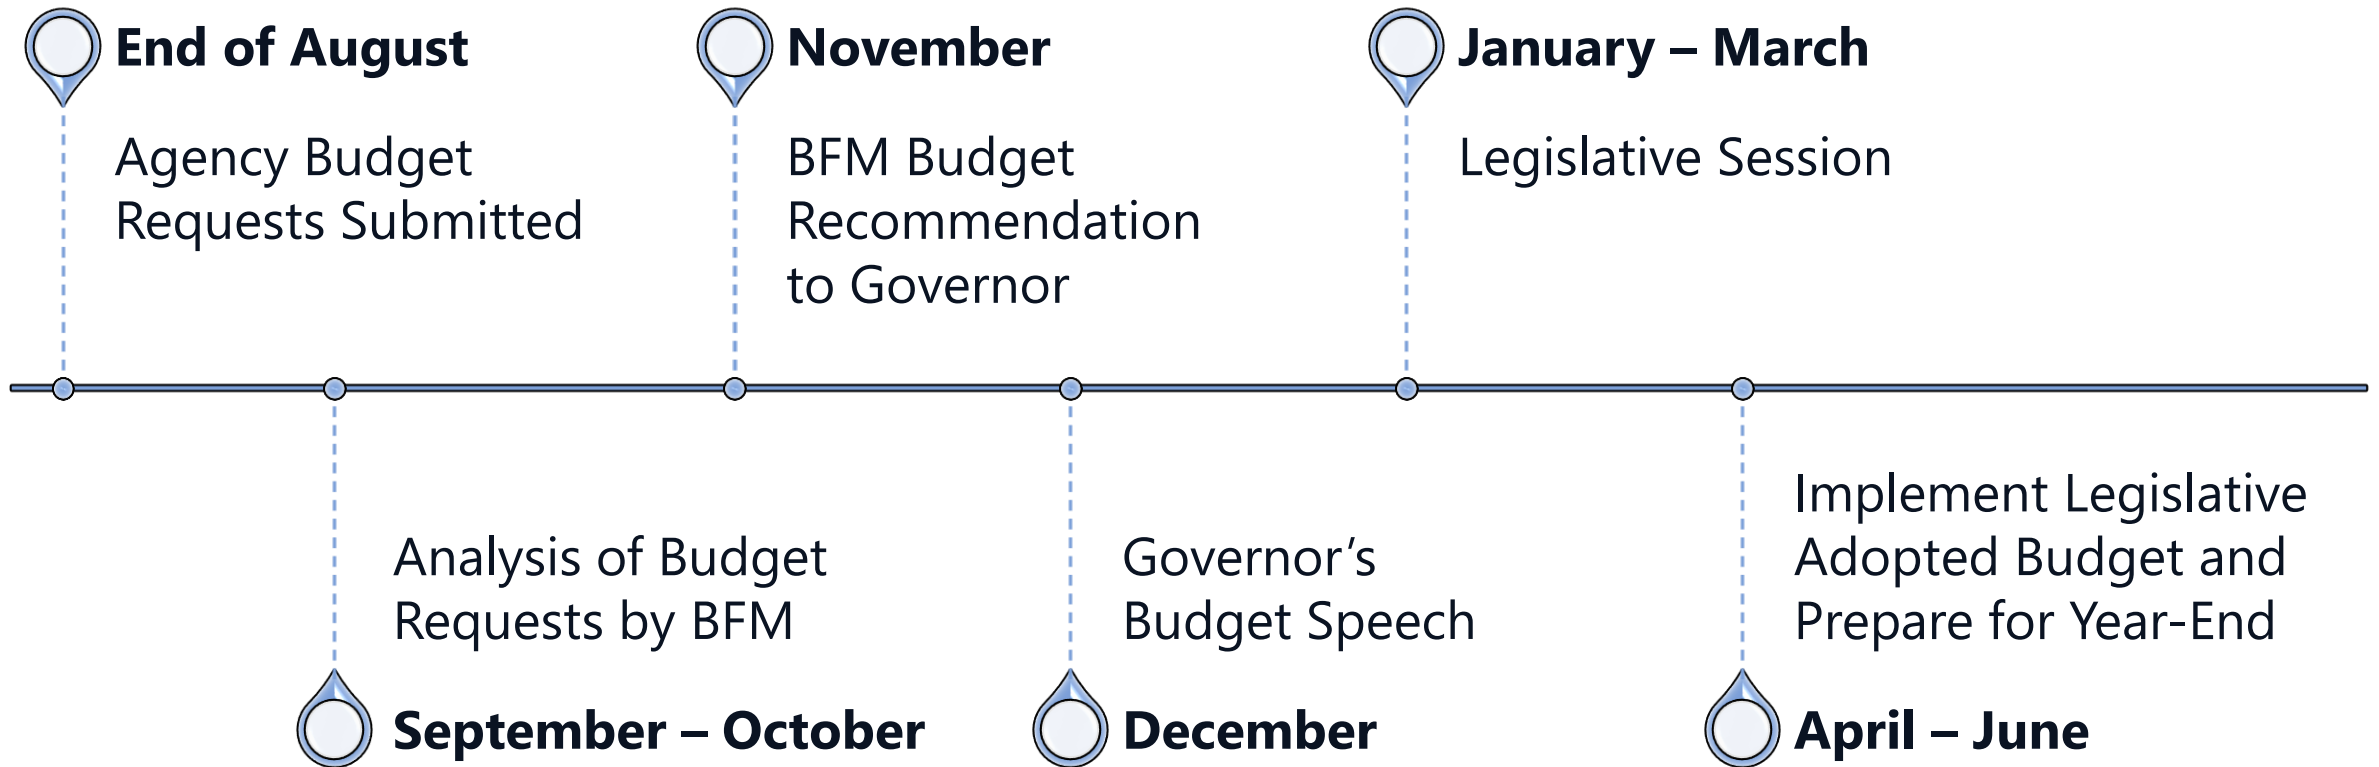 End of August
Agency Budget
Requests Submitted
Analysis of Budget
Requests by BFM
September – October
November
BFM Budget
Recommendation
to Governor
Governor’s
Budget Speech
December
January – March
Legislative Session
Implement Legislative
Adopted Budget and
Prepare for Year-End
April – June